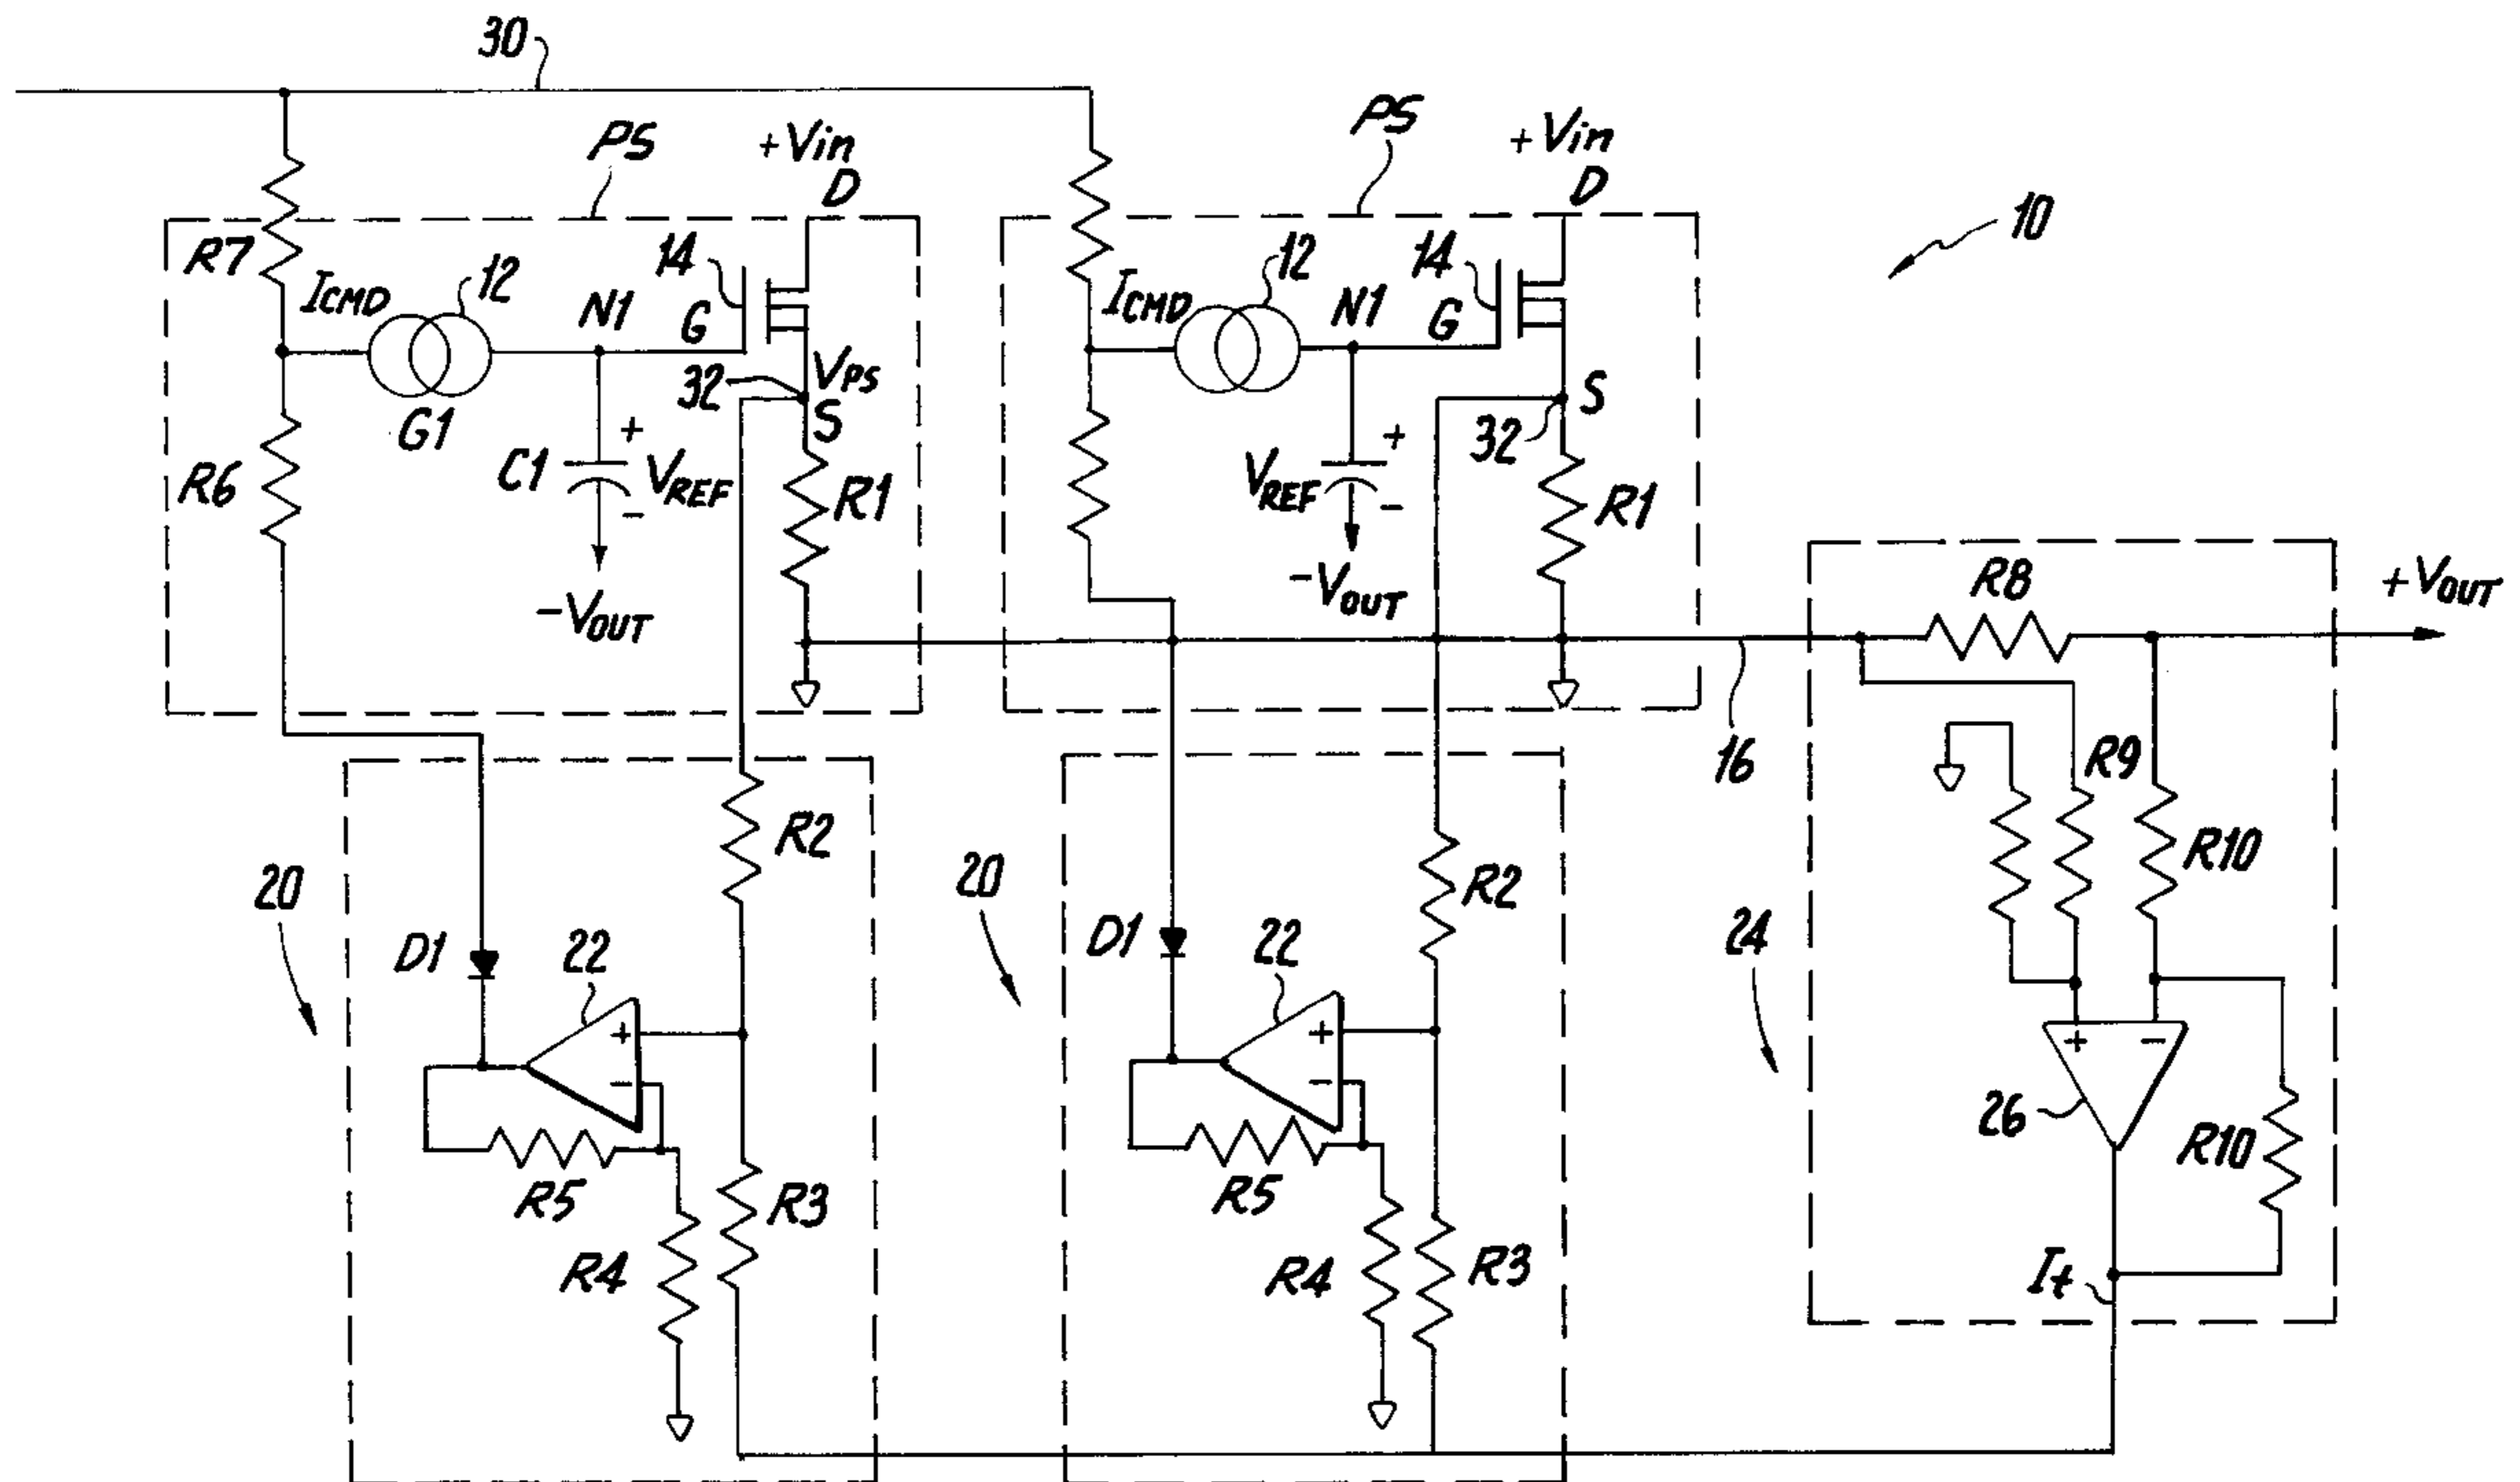 30
PS
+Vin
D
PS
+Vin
D
10
R7
ICMD
12
N1
14
G
ICMD
12
N1
14
G
32
VPS
S
S
G1
32
R6
C1
+
VREF
-
R1
+
VREF
-
R1
-VOUT
-VOUT
R8
+VOUT
16
R9
R2
R10
20
R2
20
24
D1
22
D1
22
+
-
+
-
+ -
26
R10
R5
R3
R5
R4
R4
R3
It